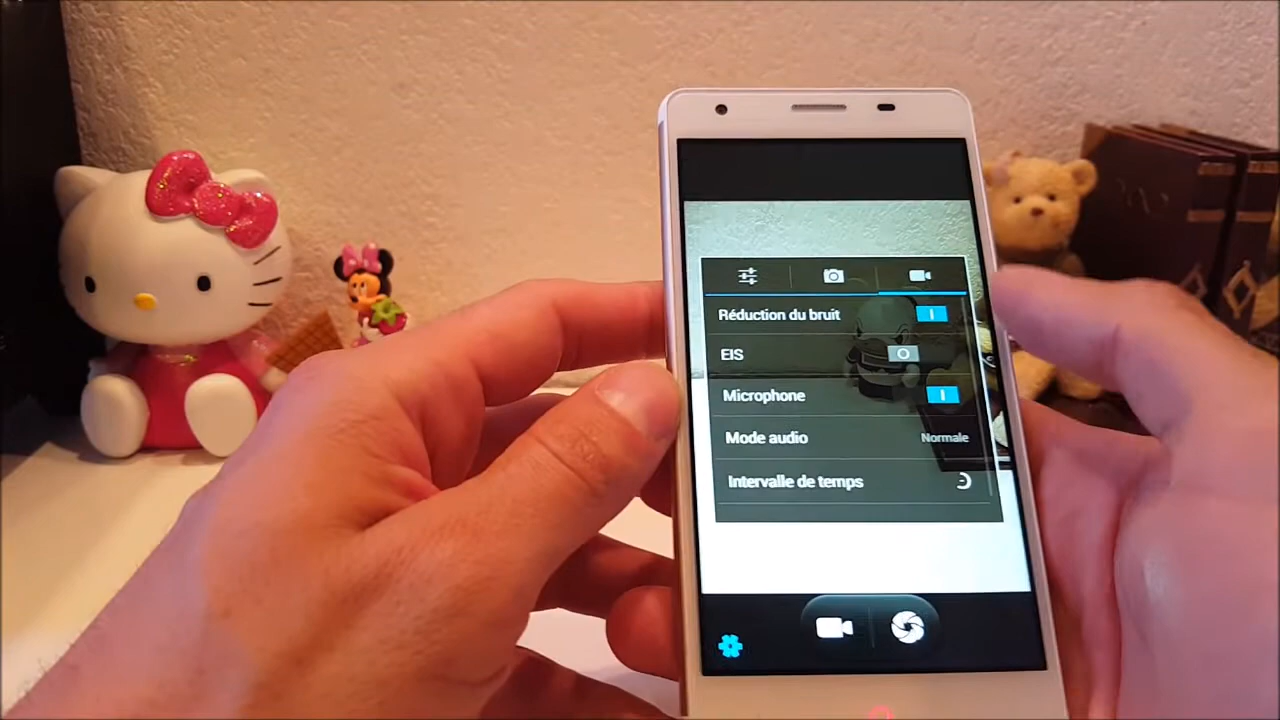 Réduction du bruit
EIS
Microphone
Mode audio Normale
Intervalle de temps